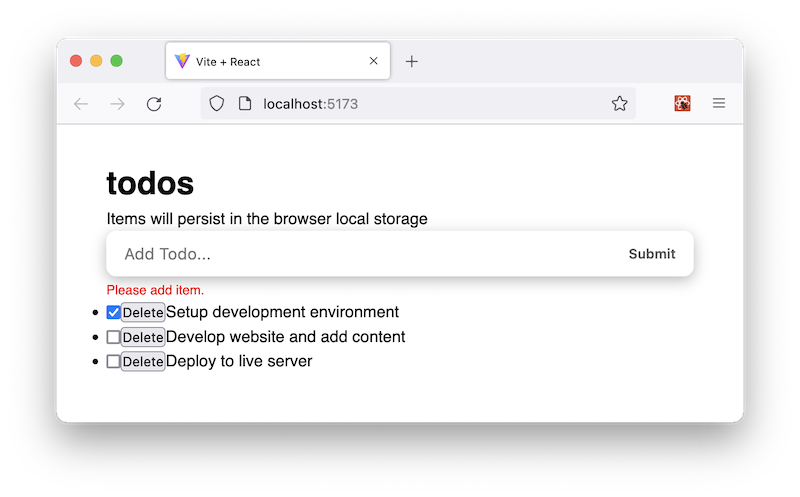 Vite + React
localhost:5173
todos
Items will persist in the browser local storage
Add Todo... Submit
Please add item.
Delete Setup development environment
Delete Develop website and add content
Delete Deploy to live server